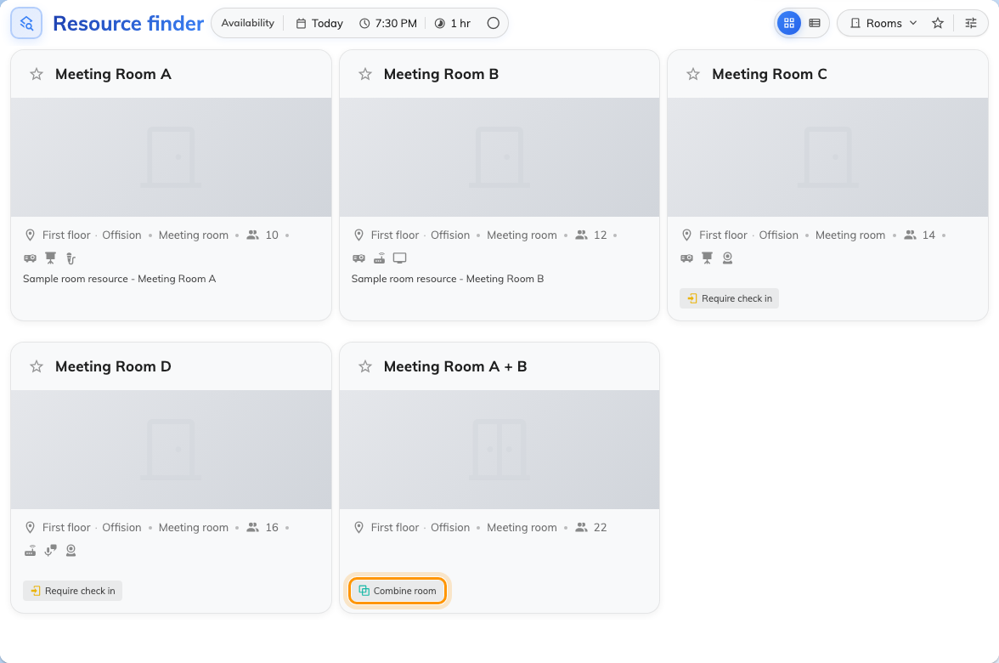 Resource finder
Availability Today 7:30 PM 1 hr
Rooms
Meeting Room A
First floor · Offision • Meeting room • 10 •
Sample room resource - Meeting Room A
Meeting Room B
First floor · Offision • Meeting room • 12 •
Sample room resource - Meeting Room B
Meeting Room C
First floor · Offision • Meeting room • 14 •
Require check in
Meeting Room D
First floor · Offision • Meeting room • 16 •
Require check in
Meeting Room A + B
First floor · Offision • Meeting room • 22
Combine room